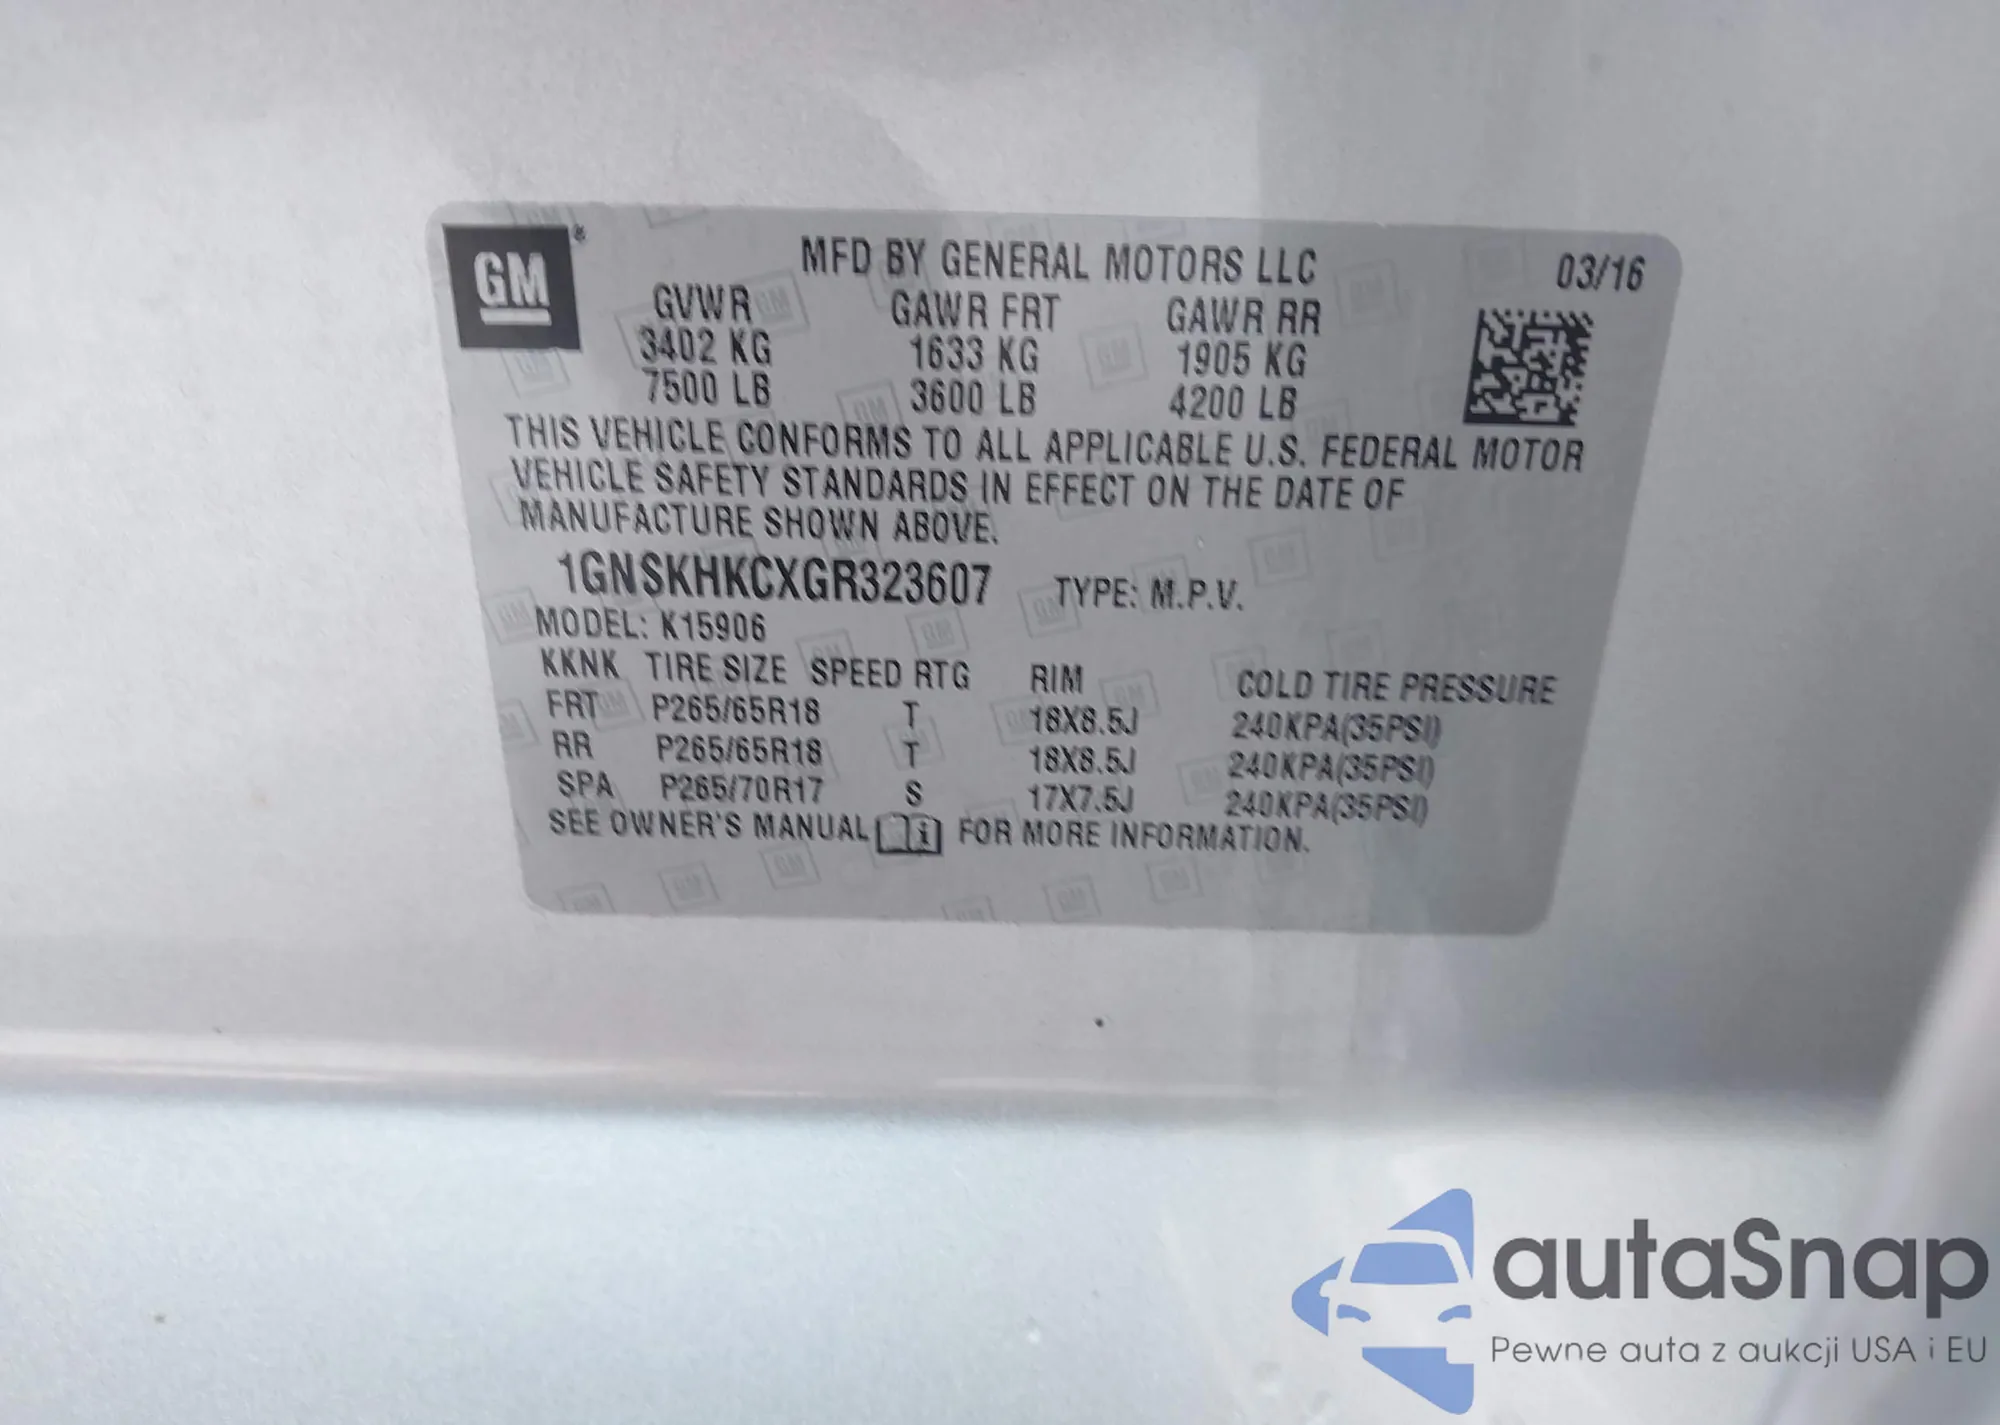 GM®
MFD BY GENERAL MOTORS LLC 03/16
GVWR GAWR FRT GAWR RR
3402 KG 1633 KG 1905 KG
7500 LB 3600 LB 4200 LB
THIS VEHICLE CONFORMS TO ALL APPLICABLE U.S. FEDERAL MOTOR
VEHICLE SAFETY STANDARDS IN EFFECT ON THE DATE OF
MANUFACTURE SHOWN ABOVE.
1GNSKHKCXGR323607 TYPE: M.P.V.
MODEL: K15906
KKNK TIRE SIZE SPEED RTG RIM COLD TIRE PRESSURE
FRT P265/65R18 T 18X8.5J 240KPA(35PSI)
RR P265/65R18 T 18X8.5J 240KPA(35PSI)
SPA P265/70R17 S 17X7.5J 240KPA(35PSI)
SEE OWNER'S MANUAL FOR MORE INFORMATION.
autaSnap
Pewne auta z aukcji USA i EU